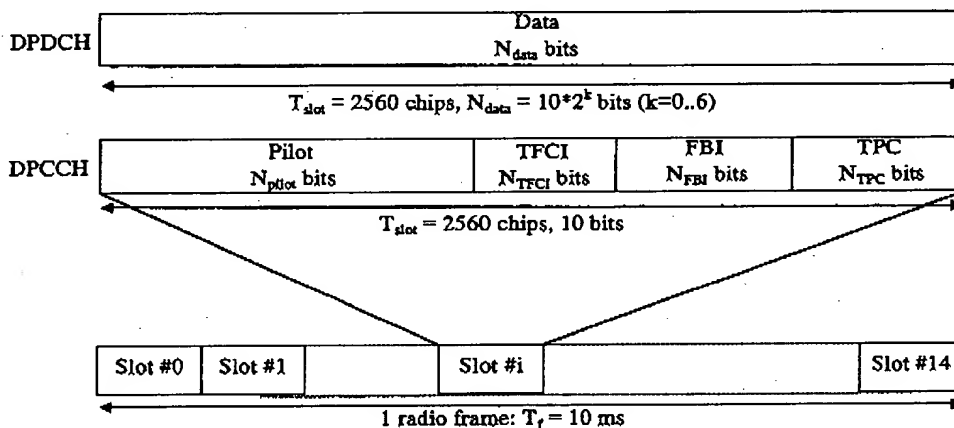 DPDCH
Data
N_data bits
T_slot = 2560 chips, N_data = 10*2^k bits (k=0..6)
DPCCH
Pilot
N_pilot bits
TFCI
N_TFCI bits
FBI
N_FBI bits
TPC
N_TPC bits
T_slot = 2560 chips, 10 bits
Slot #0
Slot #1
Slot #i
Slot #14
1 radio frame: T_f = 10 ms